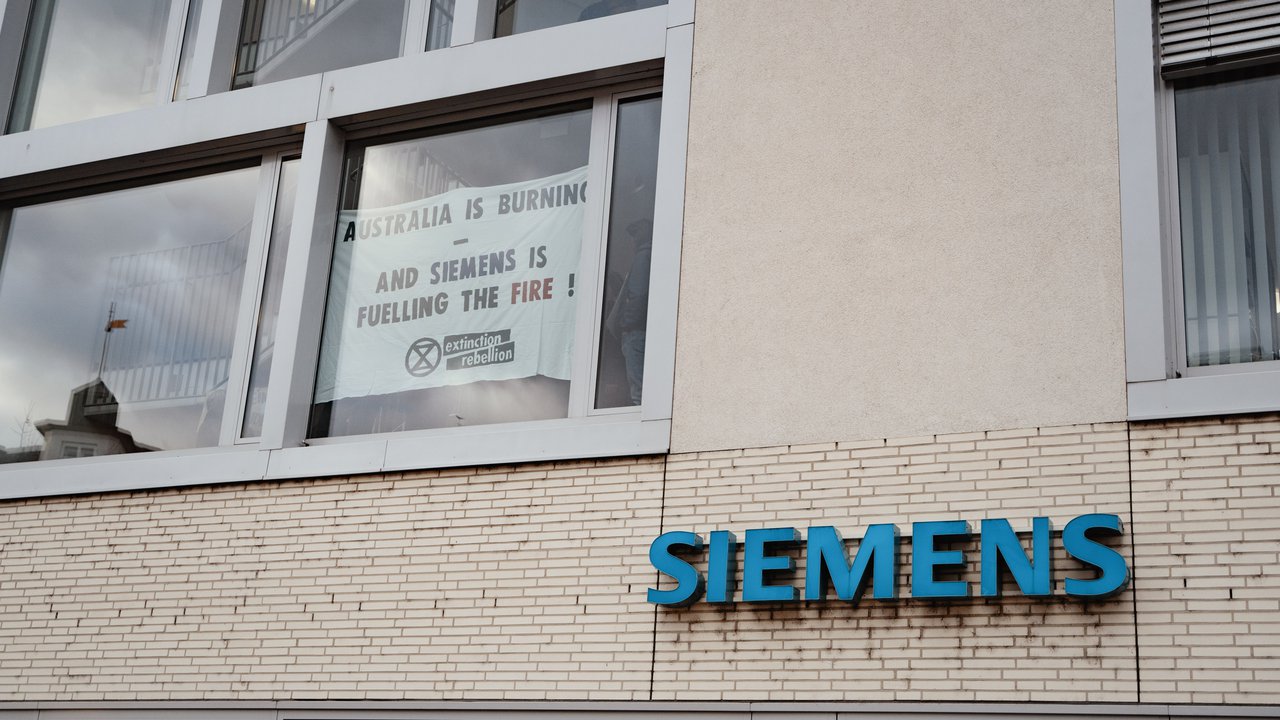 AUSTRALIA IS BURNING
–
AND SIEMENS IS
FUELLING THE FIRE !
extinction
rebellion
SIEMENS